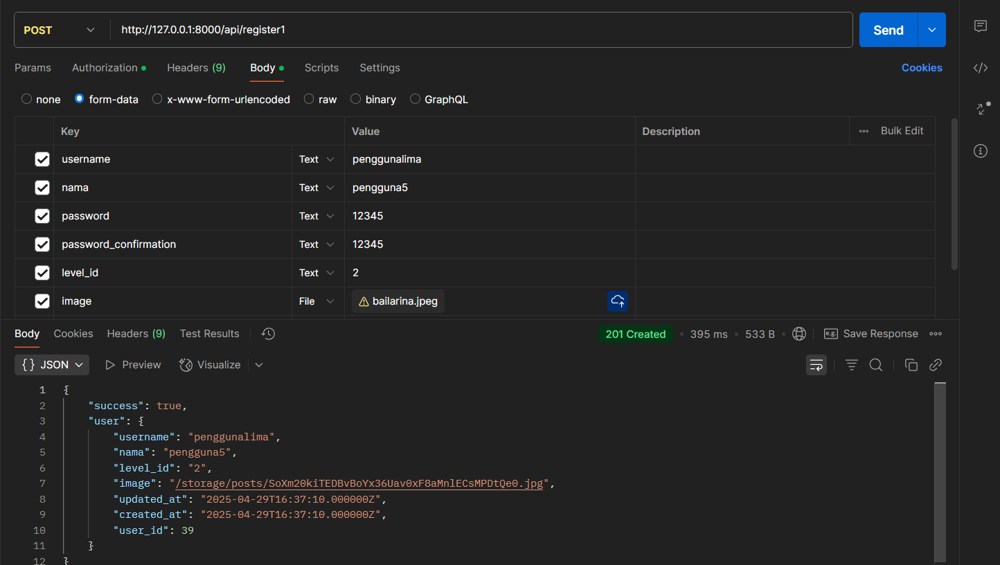 POST http://127.0.0.1:8000/api/register1 Send
Params Authorization Headers (9) Body Scripts Settings Cookies
none form-data x-www-form-urlencoded raw binary GraphQL
Key Value Description Bulk Edit
username Text penggunalima
nama Text pengguna5
password Text 12345
password_confirmation Text 12345
level_id Text 2
image File bailarina.jpeg
Body Cookies Headers (9) Test Results 201 Created 395 ms 533 B e.g. Save Response
{} JSON Preview Visualize
1 {
2 "success": true,
3 "user": {
4 "username": "penggunalima",
5 "nama": "pengguna5",
6 "level_id": "2",
7 "image": "/storage/posts/SoXm20kiTEDBvBoYx36Uav0xF8aMnlECsMPDtQe0.jpg",
8 "updated_at": "2025-04-29T16:37:10.000000Z",
9 "created_at": "2025-04-29T16:37:10.000000Z",
10 "user_id": 39
11 }
12 }